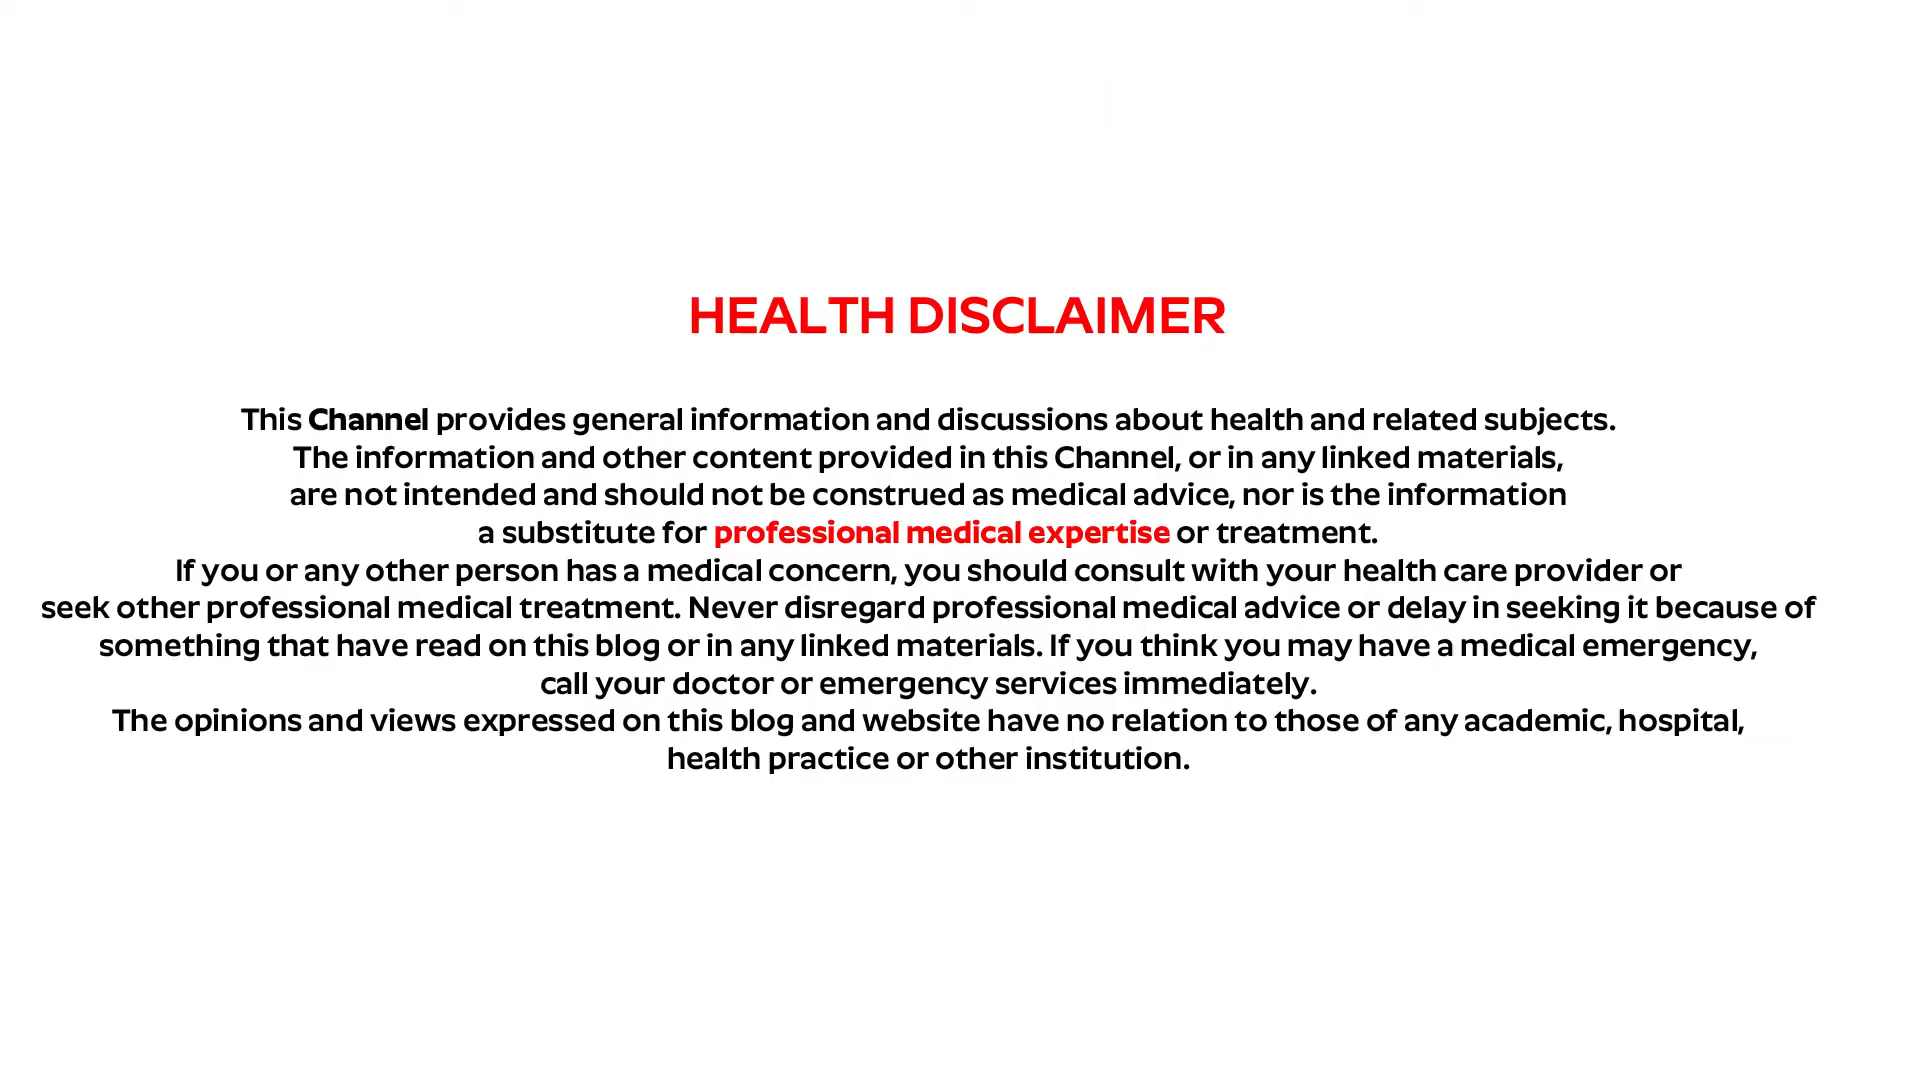 HEALTH DISCLAIMER
This Channel provides general information and discussions about health and related subjects.
The information and other content provided in this Channel, or in any linked materials,
are not intended and should not be construed as medical advice, nor is the information
a substitute for professional medical expertise or treatment.
If you or any other person has a medical concern, you should consult with your health care provider or
seek other professional medical treatment. Never disregard professional medical advice or delay in seeking it because of
something that have read on this blog or in any linked materials. If you think you may have a medical emergency,
call your doctor or emergency services immediately.
The opinions and views expressed on this blog and website have no relation to those of any academic, hospital,
health practice or other institution.